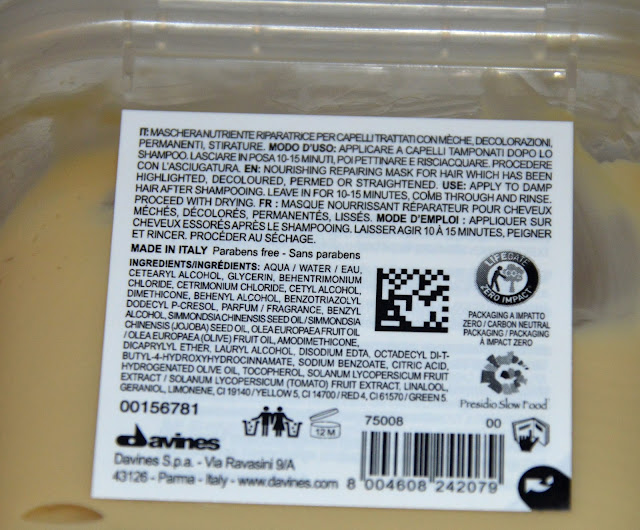 IT: MASCHERA NUTRIENTE RIPARATRICE PER CAPELLI TRATTATI CON MÈCHE, DECOLORAZIONI,
PERMANENTI, STIRATURE. MODO D'USO: APPLICARE A CAPELLI TAMPONATI DOPO LO
SHAMPOO. LASCIARE IN POSA 10-15 MINUTI, POI PETTINARE E RISCIACQUARE. PROCEDERE
CON L'ASCIUGATURA. EN: NOURISHING REPAIRING MASK FOR HAIR WHICH HAS BEEN
HIGHLIGHTED, DECOLOURED, PERMED OR STRAIGHTENED. USE: APPLY TO DAMP
HAIR AFTER SHAMPOOING. LEAVE IN FOR 10-15 MINUTES, COMB THROUGH AND RINSE.
PROCEED WITH DRYING. FR : MASQUE NOURRISSANT RÉPARATEUR POUR CHEVEUX
MÉCHÉS, DÉCOLORÉS, PERMANENTÉS, LISSÉS. MODE D'EMPLOI : APPLIQUER SUR
CHEVEUX ESSORÉS APRÈS LE SHAMPOING. LAISSER AGIR 10 À 15 MINUTES, PEIGNER
ET RINCER. PROCÉDER AU SÉCHAGE.
MADE IN ITALY Parabens free - Sans parabens
INGREDIENTS/INGRÉDIENTS: AQUA / WATER / EAU,
CETEARYL ALCOHOL, GLYCERIN, BEHENTRIMONIUM
CHLORIDE, CETRIMONIUM CHLORIDE, CETYL ALCOHOL,
DIMETHICONE, BEHENYL ALCOHOL, BENZOTRIAZOLYL
DODECYL P-CRESOL, PARFUM / FRAGRANCE, BENZYL
ALCOHOL, SIMMONDSIA CHINENSIS SEED OIL / SIMMONDSIA
CHINENSIS (JOJOBA) SEED OIL, OLEA EUROPAEA FRUIT OIL
/ OLEA EUROPAEA (OLIVE) FRUIT OIL, AMODIMETHICONE,
DICAPRYLYL ETHER, LAURYL ALCOHOL, DISODIUM EDTA, OCTADECYL DI-T-
BUTYL-4-HYDROXYHYDROCINNAMATE, SODIUM BENZOATE, CITRIC ACID,
HYDROGENATED OLIVE OIL, TOCOPHEROL, SOLANUM LYCOPERSICUM FRUIT
EXTRACT / SOLANUM LYCOPERSICUM (TOMATO) FRUIT EXTRACT, LINALOOL,
GERANIOL, LIMONENE, CI 19140 / YELLOW 5, CI 14700 / RED 4, CI 61570 / GREEN 5.
LIFEGATE
CO2
ZERO IMPACT
PACKAGING A IMPATTO
ZERO / CARBON NEUTRAL
PACKAGING / PACKAGING
À IMPACT ZÉRO
Presidio Slow Food
00156781
12 M
75008 00
davines
Davines S.p.a. - Via Ravasini 9/A
43126 - Parma - Italy - www.davines.com
8 004608 242079